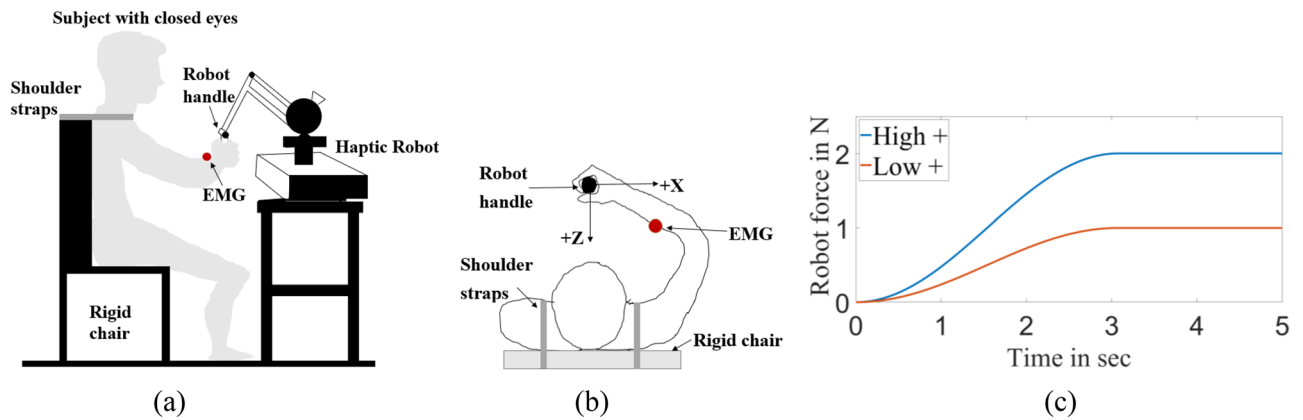 Subject with closed eyes
Shoulder
straps
Robot
handle
Haptic Robot
EMG
Rigid
chair
(a)
Robot
handle
+X
+Z
EMG
Shoulder
straps
Rigid chair
(b)
Robot force in N
High +
Low +
2
1
0
0 1 2 3 4 5
Time in sec
(c)